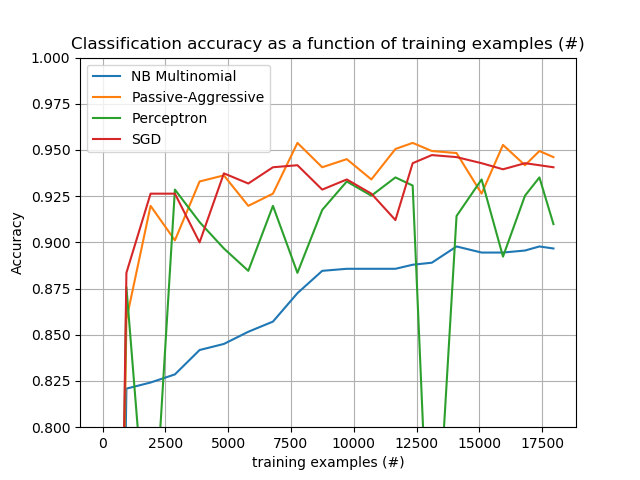 Classification accuracy as a function of training examples (#)
1.000
0.975
0.950
0.925
0.900
0.875
0.850
0.825
0.800
Accuracy
NB Multinomial
Passive-Aggressive
Perceptron
SGD
0 2500 5000 7500 10000 12500 15000 17500
training examples (#)